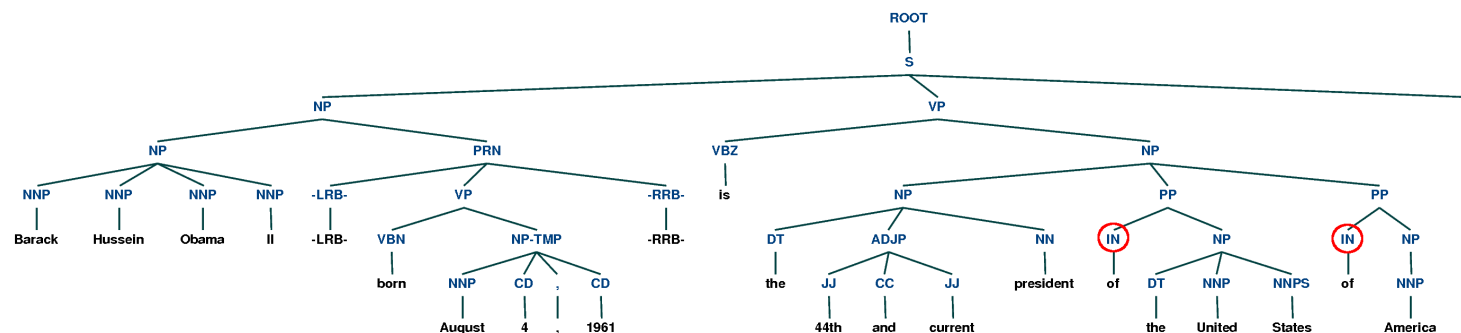 ROOT
S
NP VP
NP PRN VBZ NP
NNP NNP NNP NNP -LRB- VP -RRB- is NP PP PP
Barack Hussein Obama II -LRB- VBN NP-TMP -RRB- DT ADJP NN IN NP IN NP
born NNP CD , CD the JJ CC JJ president of DT NNP NNPS of NNP
August 4 , 1961 44th and current the United States America